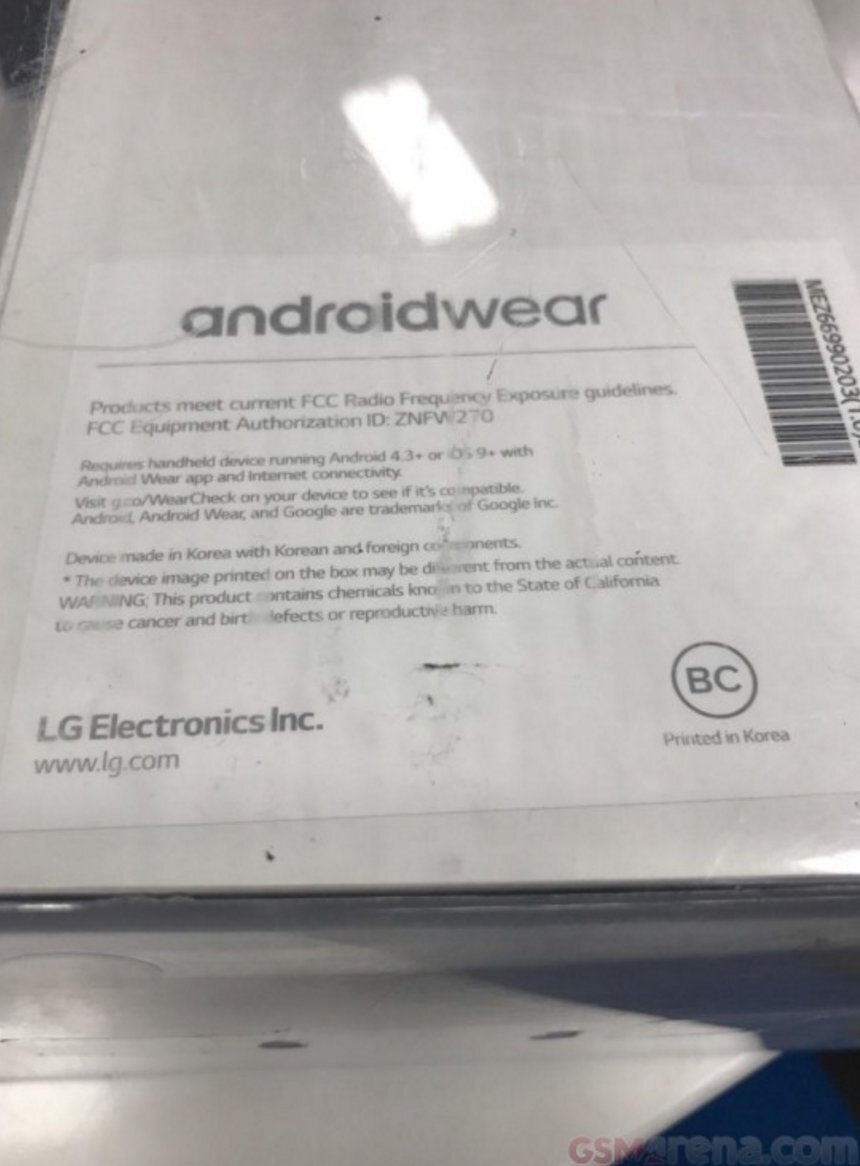 androidwear
Products meet current FCC Radio Frequency Exposure guidelines.
FCC Equipment Authorization ID: ZNFW270
Requires handheld device running Android 4.3+ or iOS 9+ with
Android Wear app and Internet connectivity.
Visit g.co/WearCheck on your device to see if it's compatible.
Android, Android Wear, and Google are trademarks of Google Inc.
Device made in Korea with Korean and foreign components.
* The device image printed on the box may be different from the actual content.
WARNING: This product contains chemicals known to the State of California
to cause cancer and birth defects or reproductive harm.
LG Electronics Inc.
www.lg.com
BC
Printed in Korea
GSMArena.com